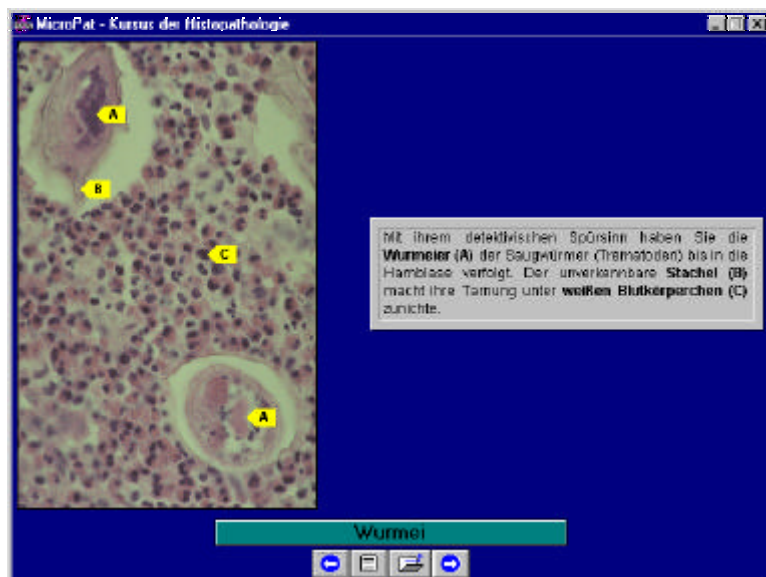 MicroPat - Kursus der Histopathologie
A
B
C
A
Mit ihrem detektivischen Spürsinn haben Sie die
Wurmeier (A) der Saugwürmer (Trematoden) bis in die
Harnblase verfolgt. Der unverkennbare Stachel (B)
macht ihre Tarnung unter weißen Blutkörperchen (C)
zunichte.
Wurmei